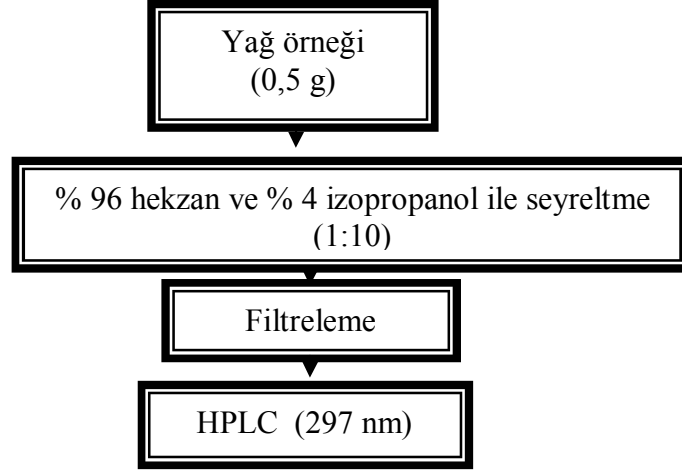 Yağ örneği
(0,5 g)
% 96 hekzan ve % 4 izopropanol ile seyreltme
(1:10)
Filtreleme
HPLC (297 nm)